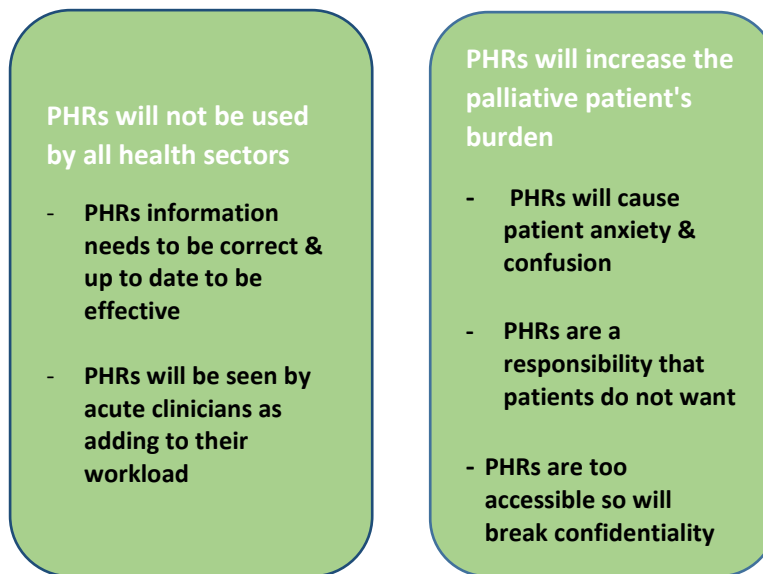 PHRs will not be used
by all health sectors
- PHRs information
needs to be correct &
up to date to be
effective
- PHRs will be seen by
acute clinicians as
adding to their
workload
PHRs will increase the
palliative patient's
burden
- PHRs will cause
patient anxiety &
confusion
- PHRs are a
responsibility that
patients do not want
- PHRs are too
accessible so will
break confidentiality